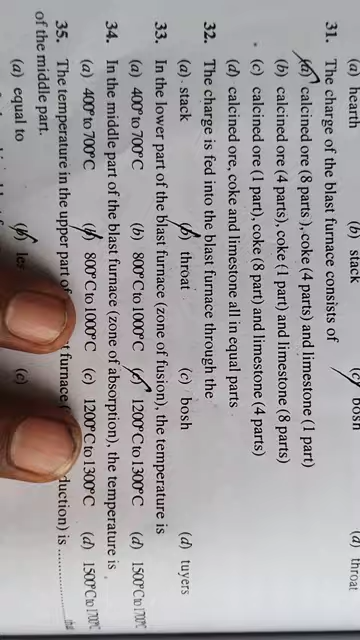 (a) hearth (b) stack (c) bosh (d) throat
31. The charge of the blast furnace consists of
(a) calcined ore (8 parts), coke (4 parts) and limestone (1 part)
(b) calcined ore (4 parts), coke (1 part) and limestone (8 parts)
(c) calcined ore (1 part), coke (8 part) and limestone (4 parts)
(d) calcined ore, coke and limestone all in equal parts
32. The charge is fed into the blast furnace through the
(a) stack (b) throat (c) bosh (d) tuyers
33. In the lower part of the blast furnace (zone of fusion), the temperature is
(a) 400° to 700°C (b) 800°C to 1000°C (c) 1200°C to 1300°C (d) 1500°C to 1700°C
34. In the middle part of the blast furnace (zone of absorption), the temperature is
(a) 400° to 700°C (b) 800°C to 1000°C (c) 1200°C to 1300°C (d) 1500°C to 1700°C
35. The temperature in the upper part of furnace ( duction) is ..............
of the middle part.
(a) equal to (b) (c)